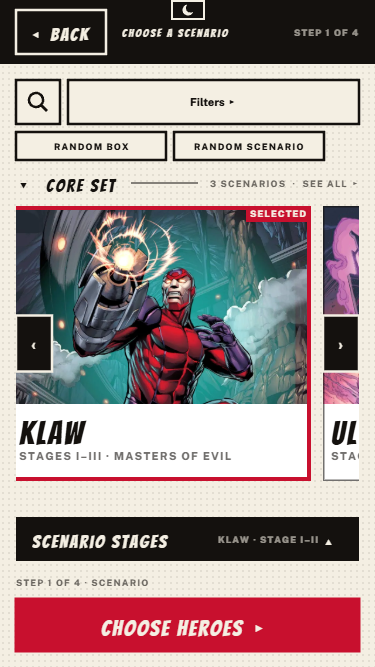 ◂ BACK
CHOOSE A SCENARIO
STEP 1 OF 4
Filters ▸
RANDOM BOX
RANDOM SCENARIO
▾ CORE SET
3 SCENARIOS · SEE ALL ▸
SELECTED
‹
›
KLAW
STAGES I–III · MASTERS OF EVIL
UL
STAG
SCENARIO STAGES
KLAW · STAGE I–II ▴
STEP 1 OF 4 · SCENARIO
CHOOSE HEROES ▸